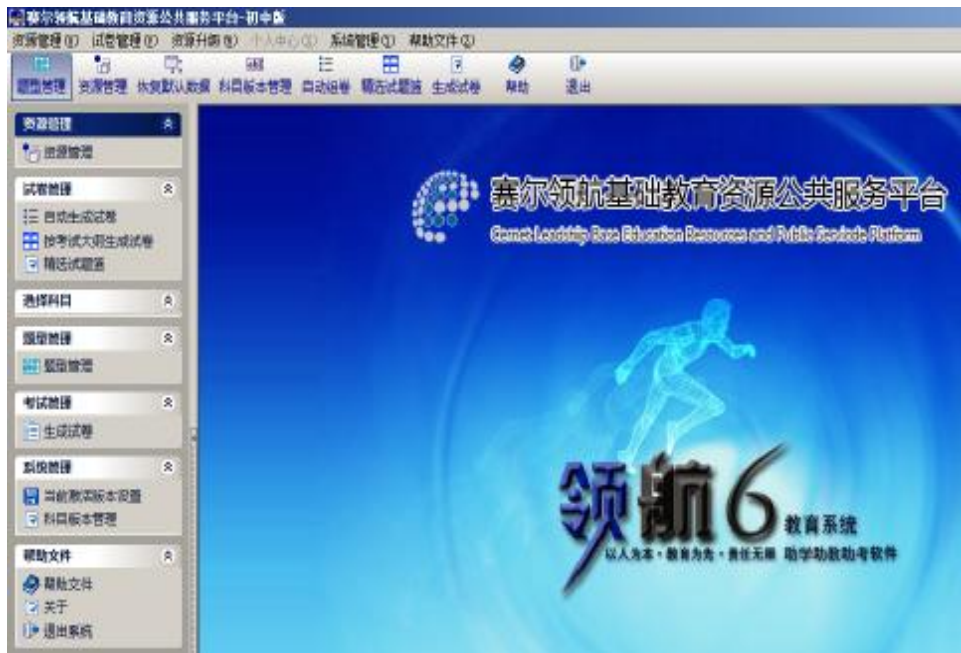 赛尔领航基础教育资源公共服务平台-初中版
资源管理(R) 试卷管理(P) 资源升级(N) 个人中心(I) 系统管理(T) 帮助文件(Z)
题型管理 资源管理 恢复默认数据 科目版本管理 自动组卷 精选试题篮 生成试卷 帮助 退出
资源管理
资源管理
试卷管理
自动生成试卷
按考试大纲生成试卷
精选试题篮
选择科目
题型管理
题型管理
考试管理
生成试卷
系统管理
当前激活版本设置
科目版本管理
帮助文件
帮助文件
关于
退出系统
赛尔领航基础教育资源公共服务平台
Cernet Leadship Base Education Resources and Public Servicde Platform
领航6
教育系统
以人为本·教育为先·责任无限 助学助教助考软件